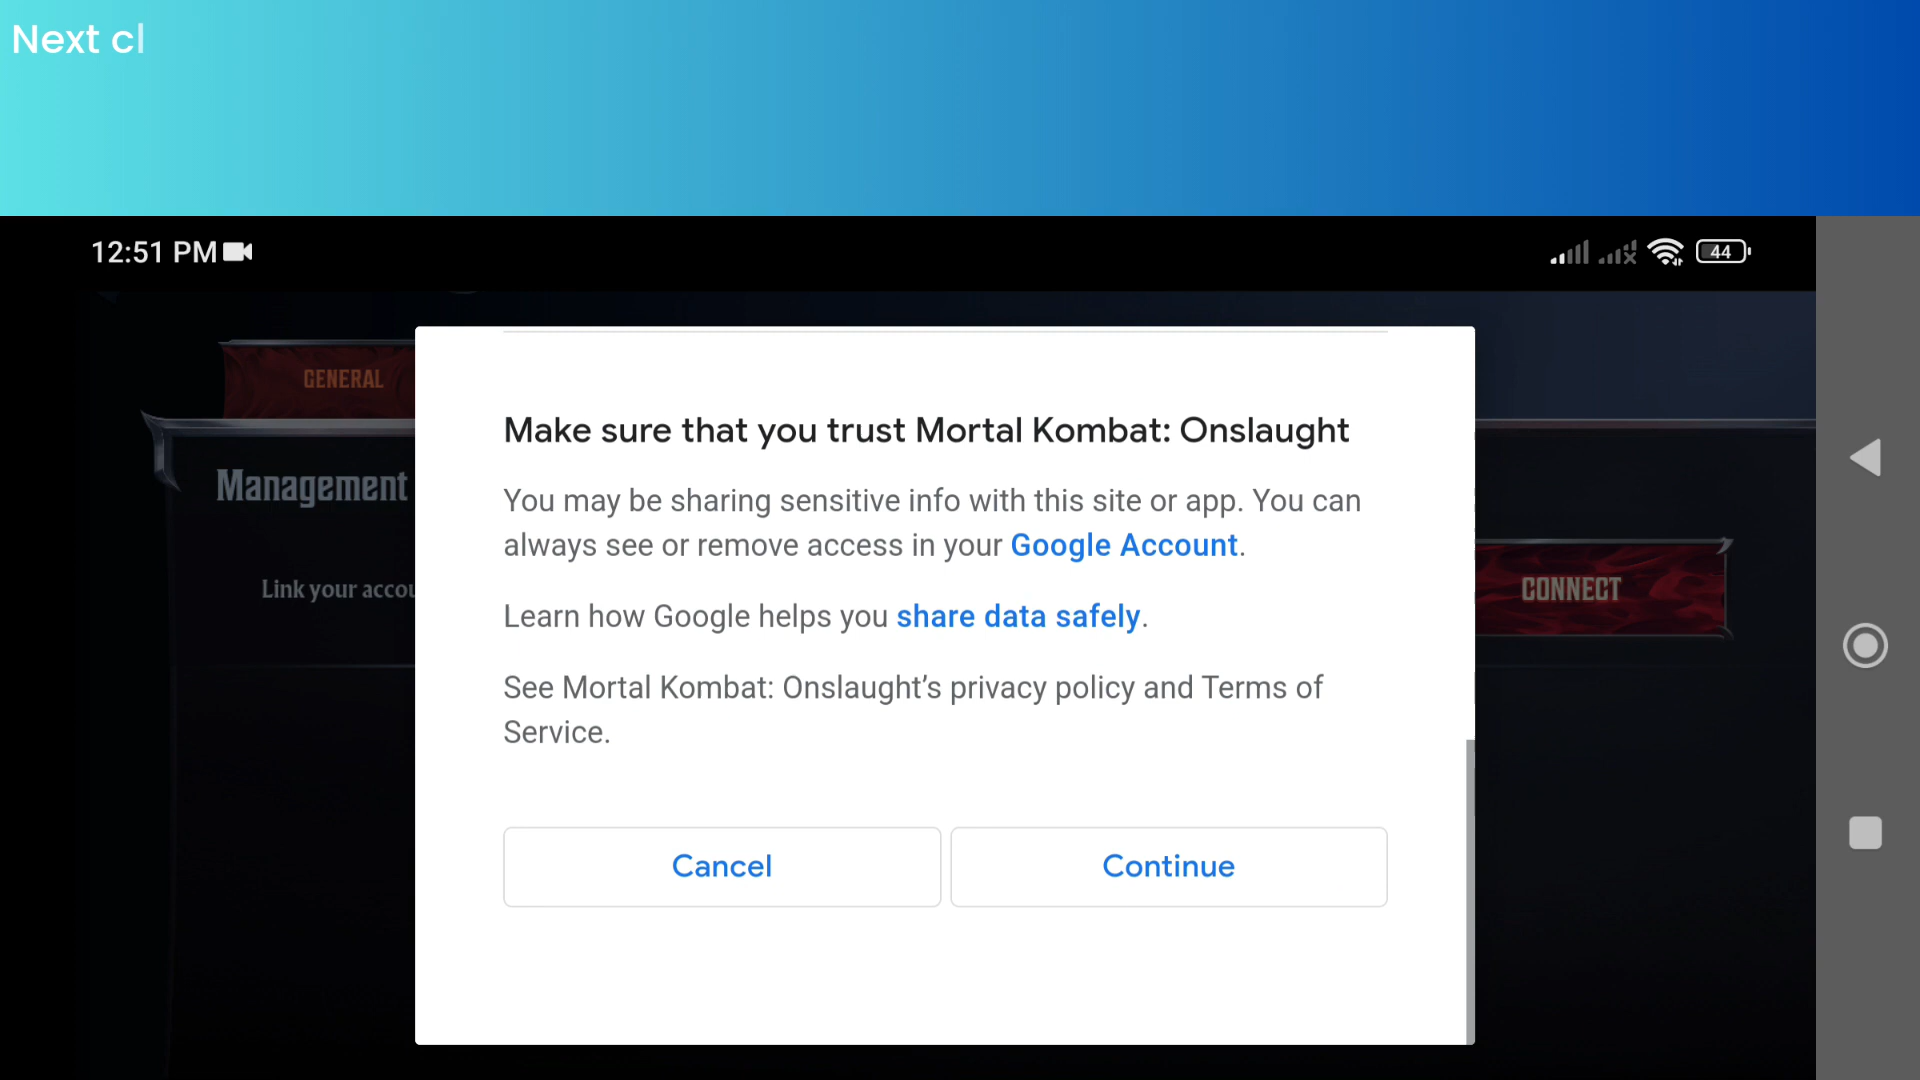 Next cl
12:51 PM
44
GENERAL
Management
Link your accou
CONNECT
Make sure that you trust Mortal Kombat: Onslaught
You may be sharing sensitive info with this site or app. You can
always see or remove access in your Google Account.
Learn how Google helps you share data safely.
See Mortal Kombat: Onslaught’s privacy policy and Terms of
Service.
Cancel
Continue